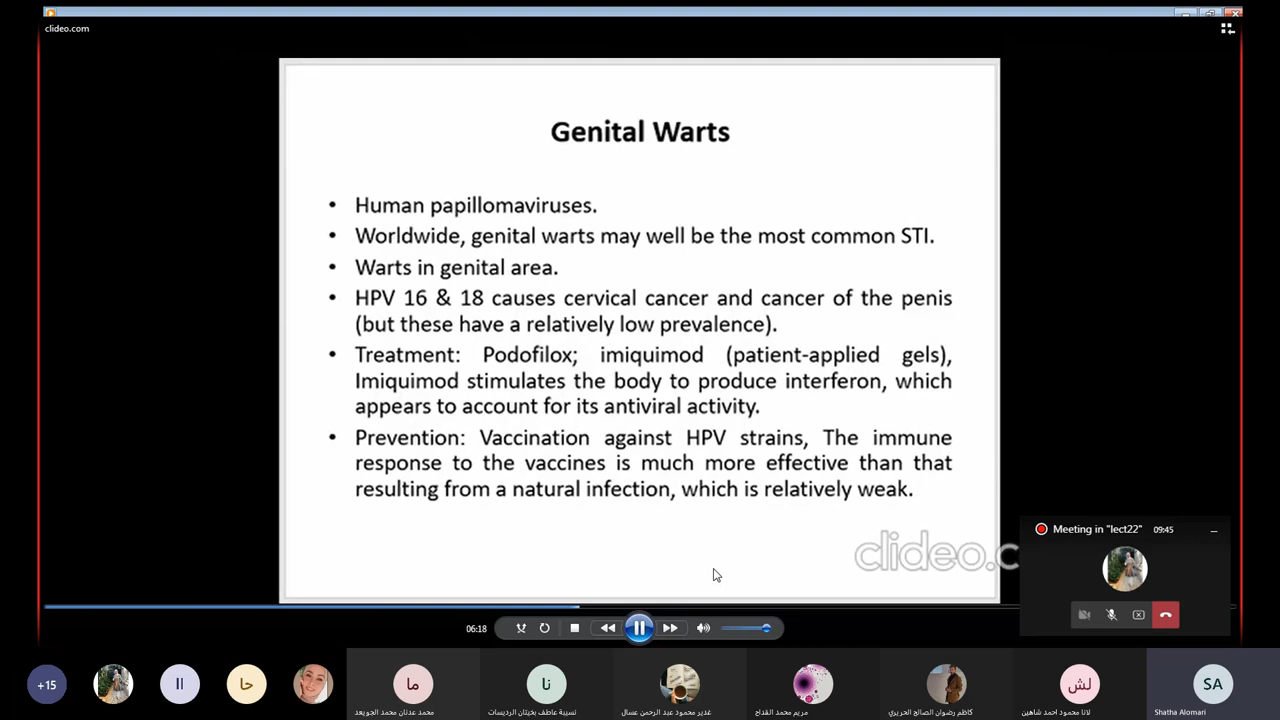 clideo.com
Genital Warts
• Human papillomaviruses.
• Worldwide, genital warts may well be the most common STI.
• Warts in genital area.
• HPV 16 & 18 causes cervical cancer and cancer of the penis
(but these have a relatively low prevalence).
• Treatment: Podofilox; imiquimod (patient-applied gels),
Imiquimod stimulates the body to produce interferon, which
appears to account for its antiviral activity.
• Prevention: Vaccination against HPV strains, The immune
response to the vaccines is much more effective than that
resulting from a natural infection, which is relatively weak.
clideo.c
Meeting in "lect22" 09:45
06:18
+15
اا
حا
ما
نا
لش
SA
محمد عدنان محمد الجويعد
نسيبة عاطف بخيتان الرديسات
غدير محمود عبد الرحمن عسال
مريم محمد القداح
كاظم رضوان الصالح الحريري
لانا محمود احمد شاهين
Shatha Alomari